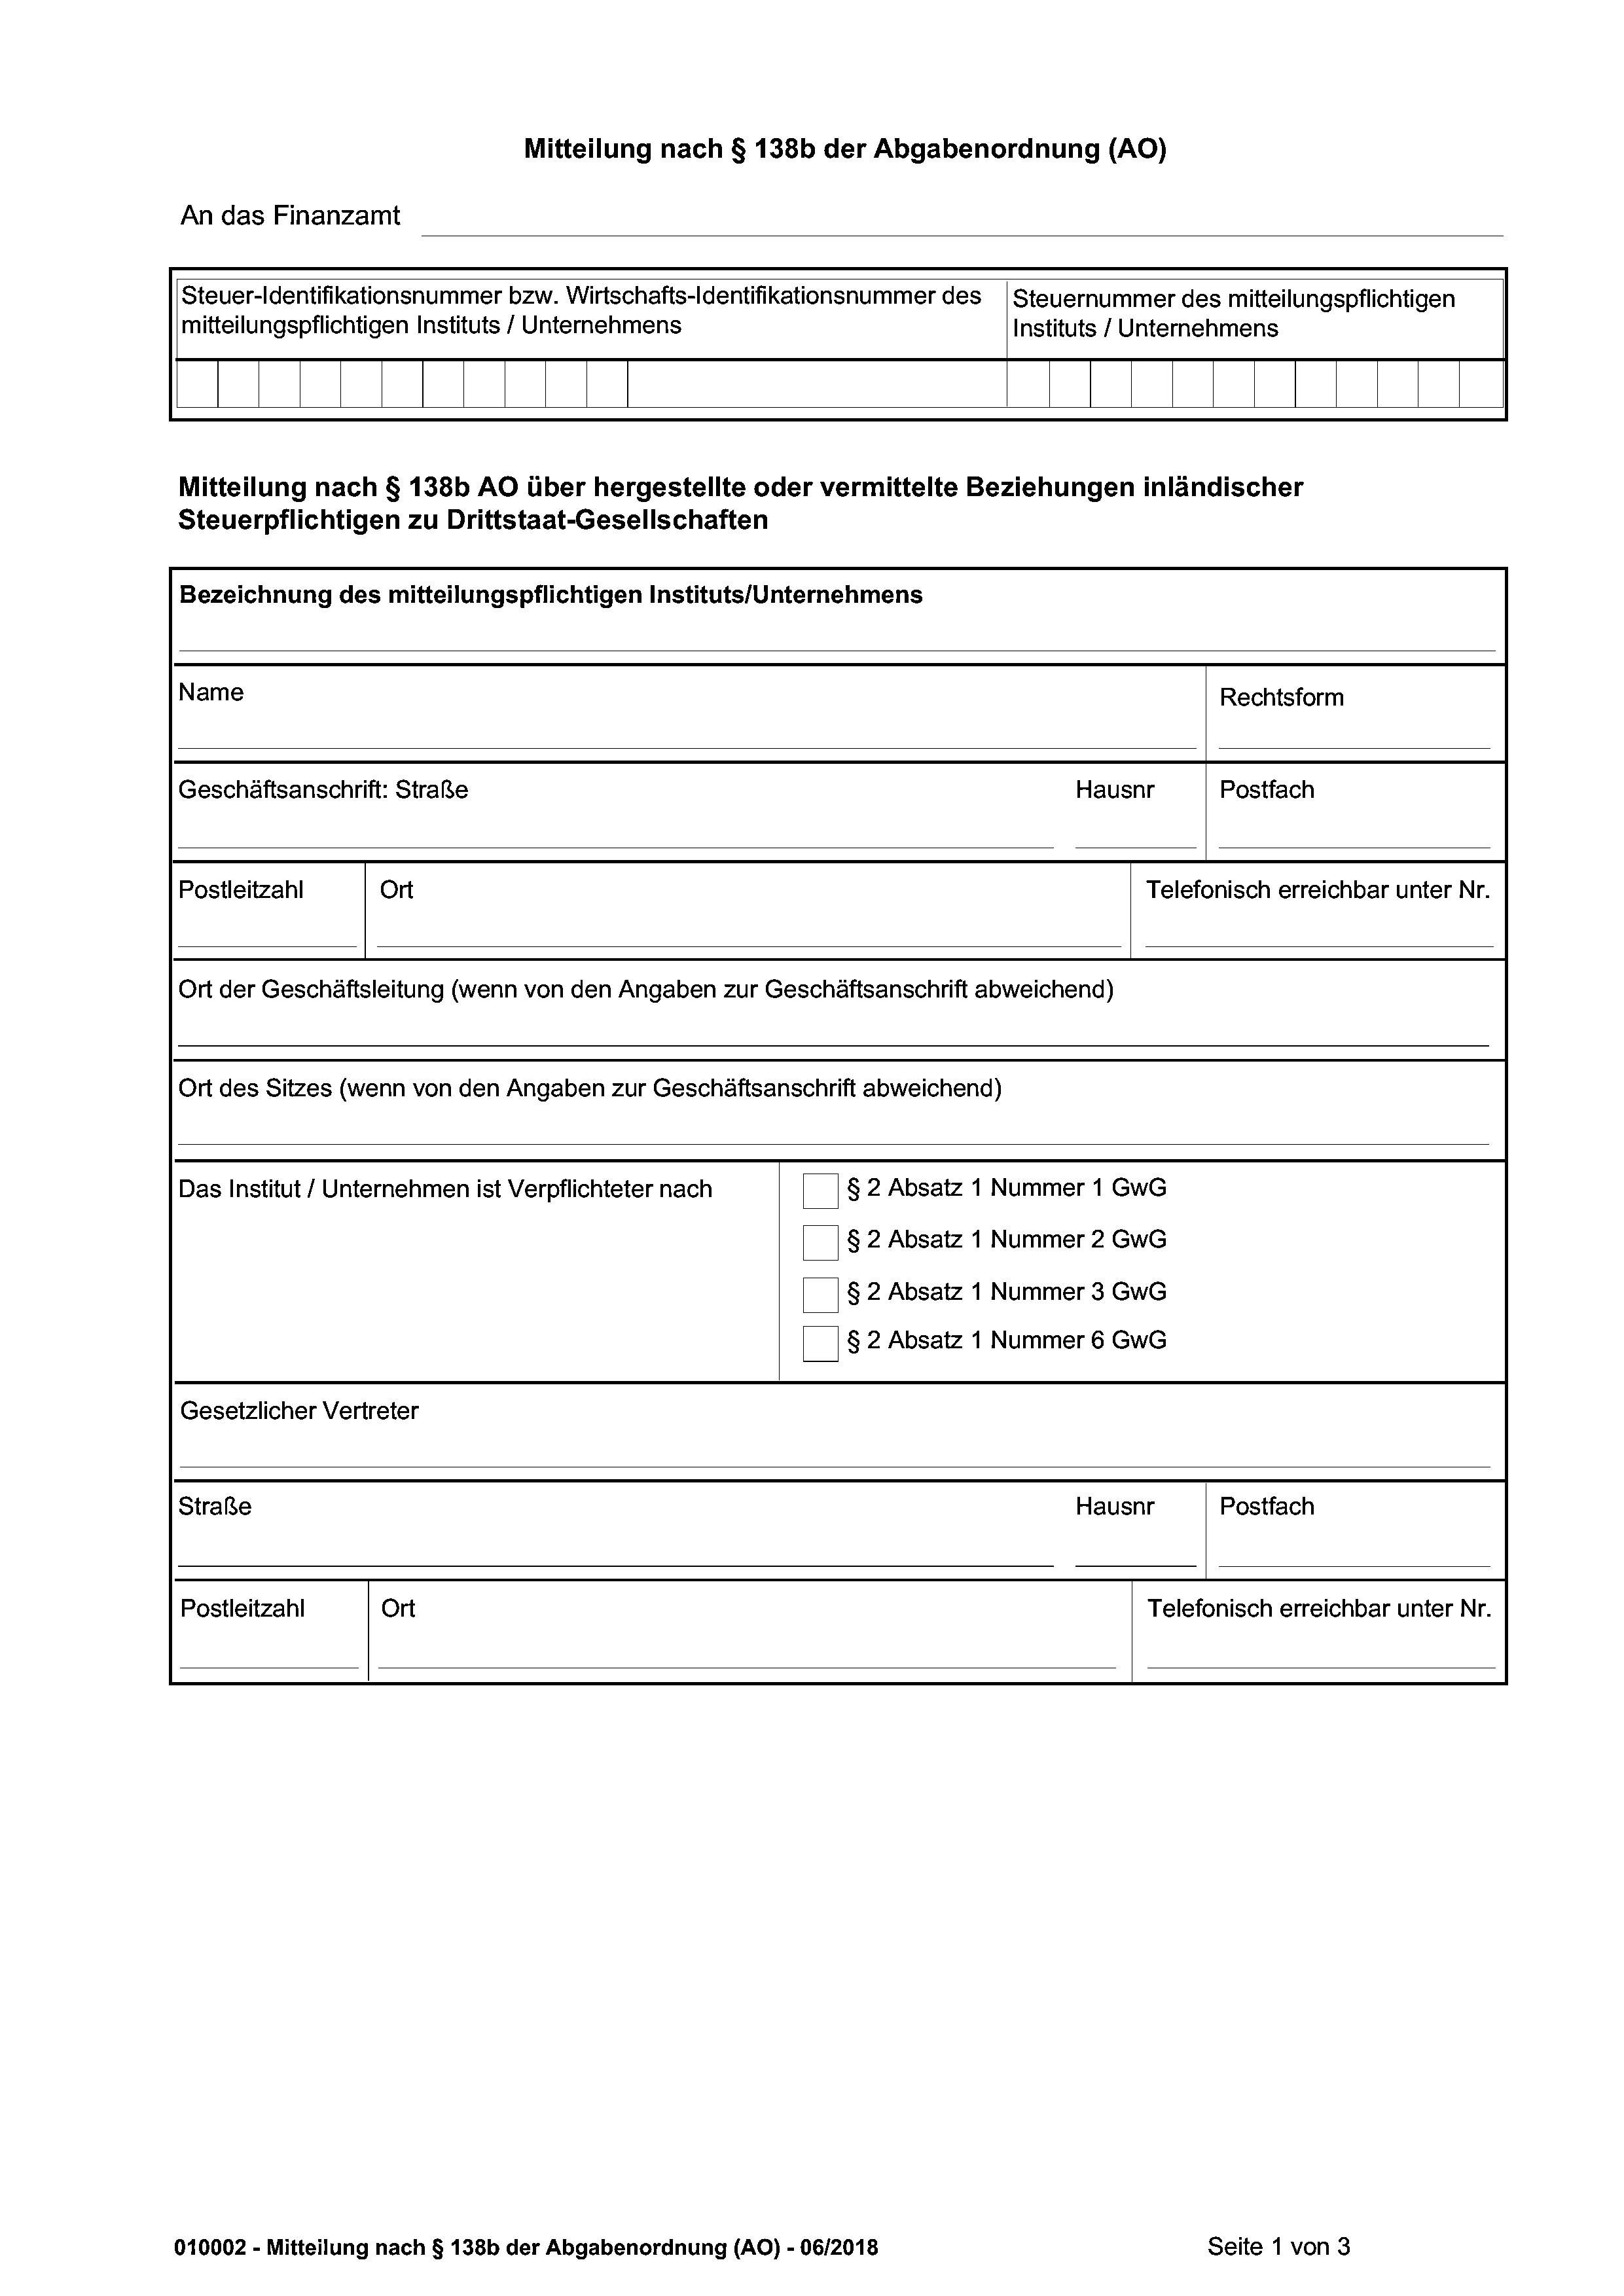 Mitteilung nach § 138b der Abgabenordnung (AO)
An das Finanzamt
Steuer-Identifikationsnummer bzw. Wirtschafts-Identifikationsnummer des
mitteilungspflichtigen Instituts / Unternehmens
Steuernummer des mitteilungspflichtigen
Instituts / Unternehmens
Mitteilung nach § 138b AO über hergestellte oder vermittelte Beziehungen inländischer
Steuerpflichtigen zu Drittstaat-Gesellschaften
Bezeichnung des mitteilungspflichtigen Instituts/Unternehmens
Name
Rechtsform
Geschäftsanschrift: Straße
Hausnr
Postfach
Postleitzahl
Ort
Telefonisch erreichbar unter Nr.
Ort der Geschäftsleitung (wenn von den Angaben zur Geschäftsanschrift abweichend)
Ort des Sitzes (wenn von den Angaben zur Geschäftsanschrift abweichend)
Das Institut / Unternehmen ist Verpflichteter nach
§ 2 Absatz 1 Nummer 1 GwG
§ 2 Absatz 1 Nummer 2 GwG
§ 2 Absatz 1 Nummer 3 GwG
§ 2 Absatz 1 Nummer 6 GwG
Gesetzlicher Vertreter
Straße
Hausnr
Postfach
Postleitzahl
Ort
Telefonisch erreichbar unter Nr.
010002 - Mitteilung nach § 138b der Abgabenordnung (AO) - 06/2018
Seite 1 von 3